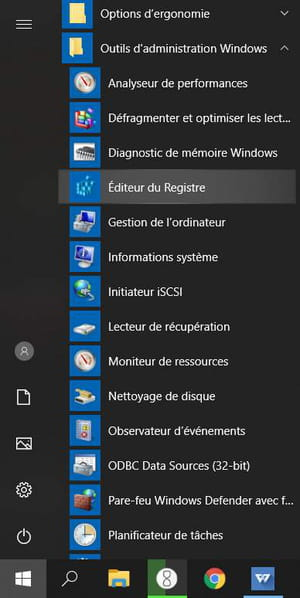 Options d'ergonomie
Outils d'administration Windows
Analyseur de performances
Défragmenter et optimiser les lect...
Diagnostic de mémoire Windows
Éditeur du Registre
Gestion de l'ordinateur
Informations système
Initiateur iSCSI
Lecteur de récupération
Moniteur de ressources
Nettoyage de disque
Observateur d'événements
ODBC Data Sources (32-bit)
Pare-feu Windows Defender avec f...
Planificateur de tâches